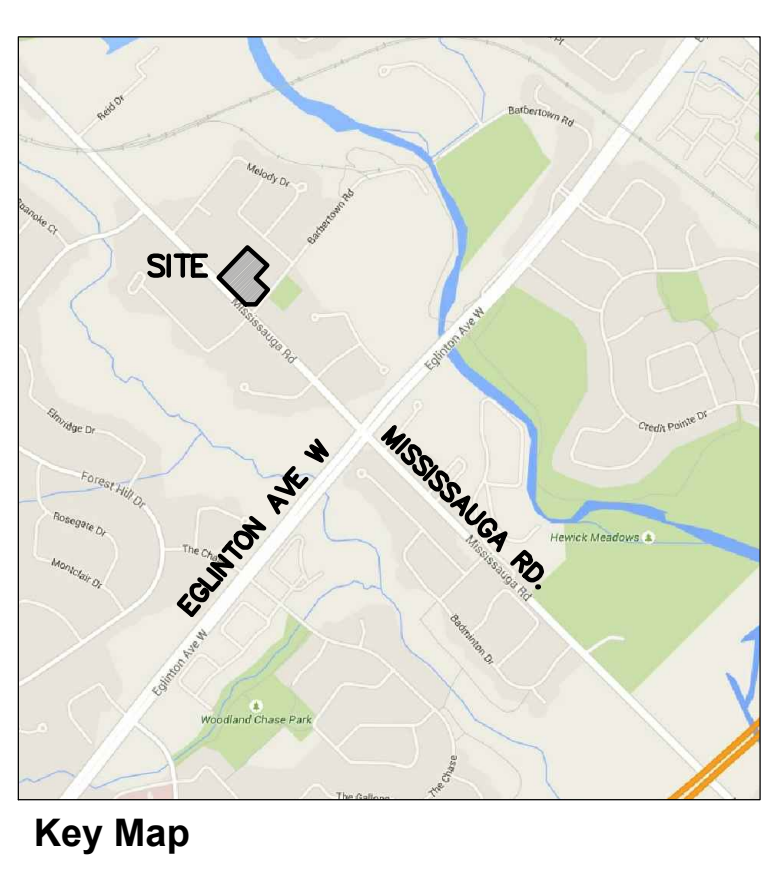 Reid Dr
Barbertown Rd
Melody Dr
Barbertown Rd
SITE
Mississauga Rd
Eglinton Ave W
Elmridge Dr
Credit Pointe Dr
EGLINTON AVE W
MISSISSAUGA RD.
Forest Hill Dr
Rosegate Dr
The Cha
Hewick Meadows
Mississauga Rd
Montclair Dr
Badminton Dr
Eglinton Ave W
Woodland Chase Park
The Chase
Key Map